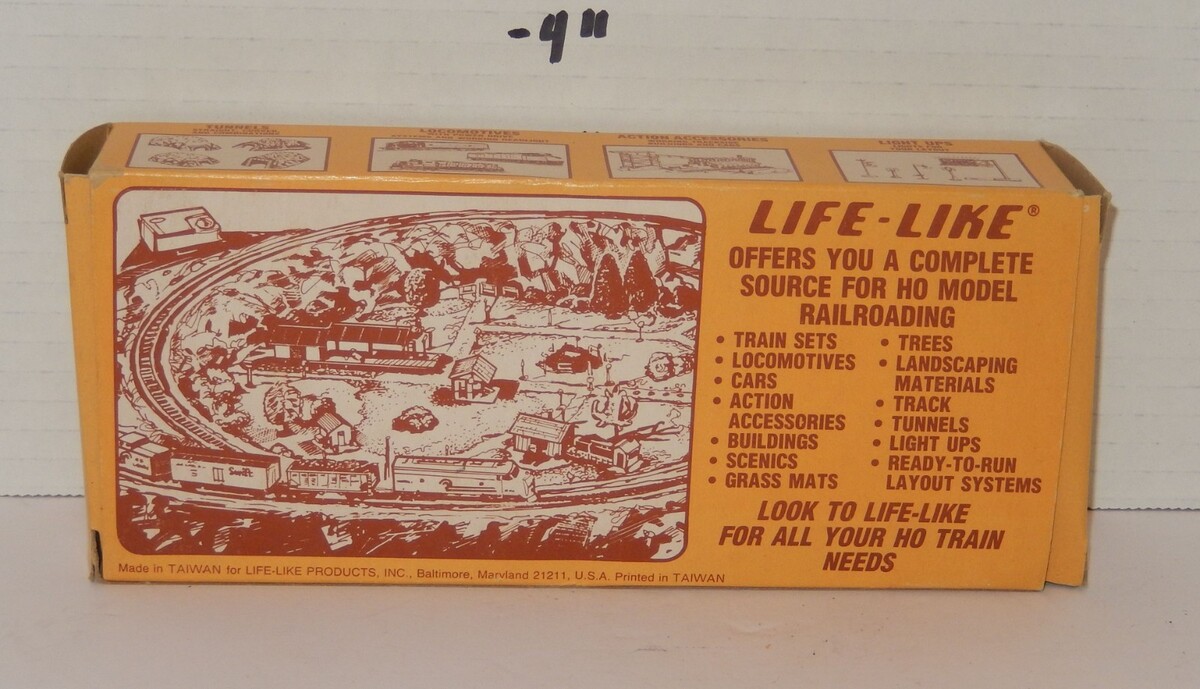 -4"
TUNNELS
LOCOMOTIVES
ACTION ACCESSORIES
LIGHT UPS
LIFE-LIKE®
OFFERS YOU A COMPLETE
SOURCE FOR HO MODEL
RAILROADING
• TRAIN SETS
• LOCOMOTIVES
• CARS
• ACTION
ACCESSORIES
• BUILDINGS
• SCENICS
• GRASS MATS
• TREES
• LANDSCAPING
MATERIALS
• TRACK
• TUNNELS
• LIGHT UPS
• READY-TO-RUN
LAYOUT SYSTEMS
LOOK TO LIFE-LIKE
FOR ALL YOUR HO TRAIN
NEEDS
Swift
Made in TAIWAN for LIFE-LIKE PRODUCTS, INC., Baltimore, Maryland 21211, U.S.A. Printed in TAIWAN